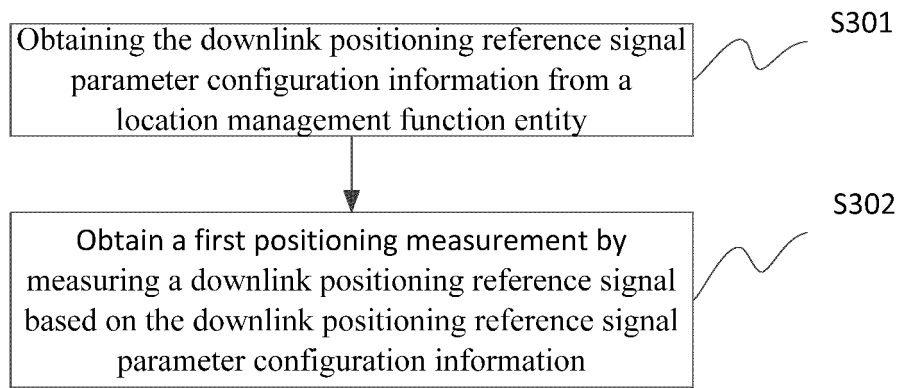 Obtaining the downlink positioning reference signal
parameter configuration information from a
location management function entity
S301
Obtain a first positioning measurement by
measuring a downlink positioning reference signal
based on the downlink positioning reference signal
parameter configuration information
S302